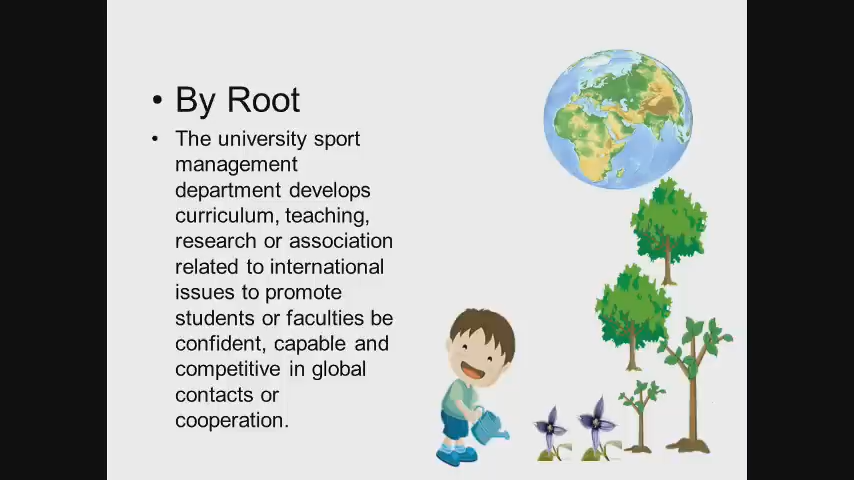 • By Root
• The university sport
management
department develops
curriculum, teaching,
research or association
related to international
issues to promote
students or faculties be
confident, capable and
competitive in global
contacts or
cooperation.